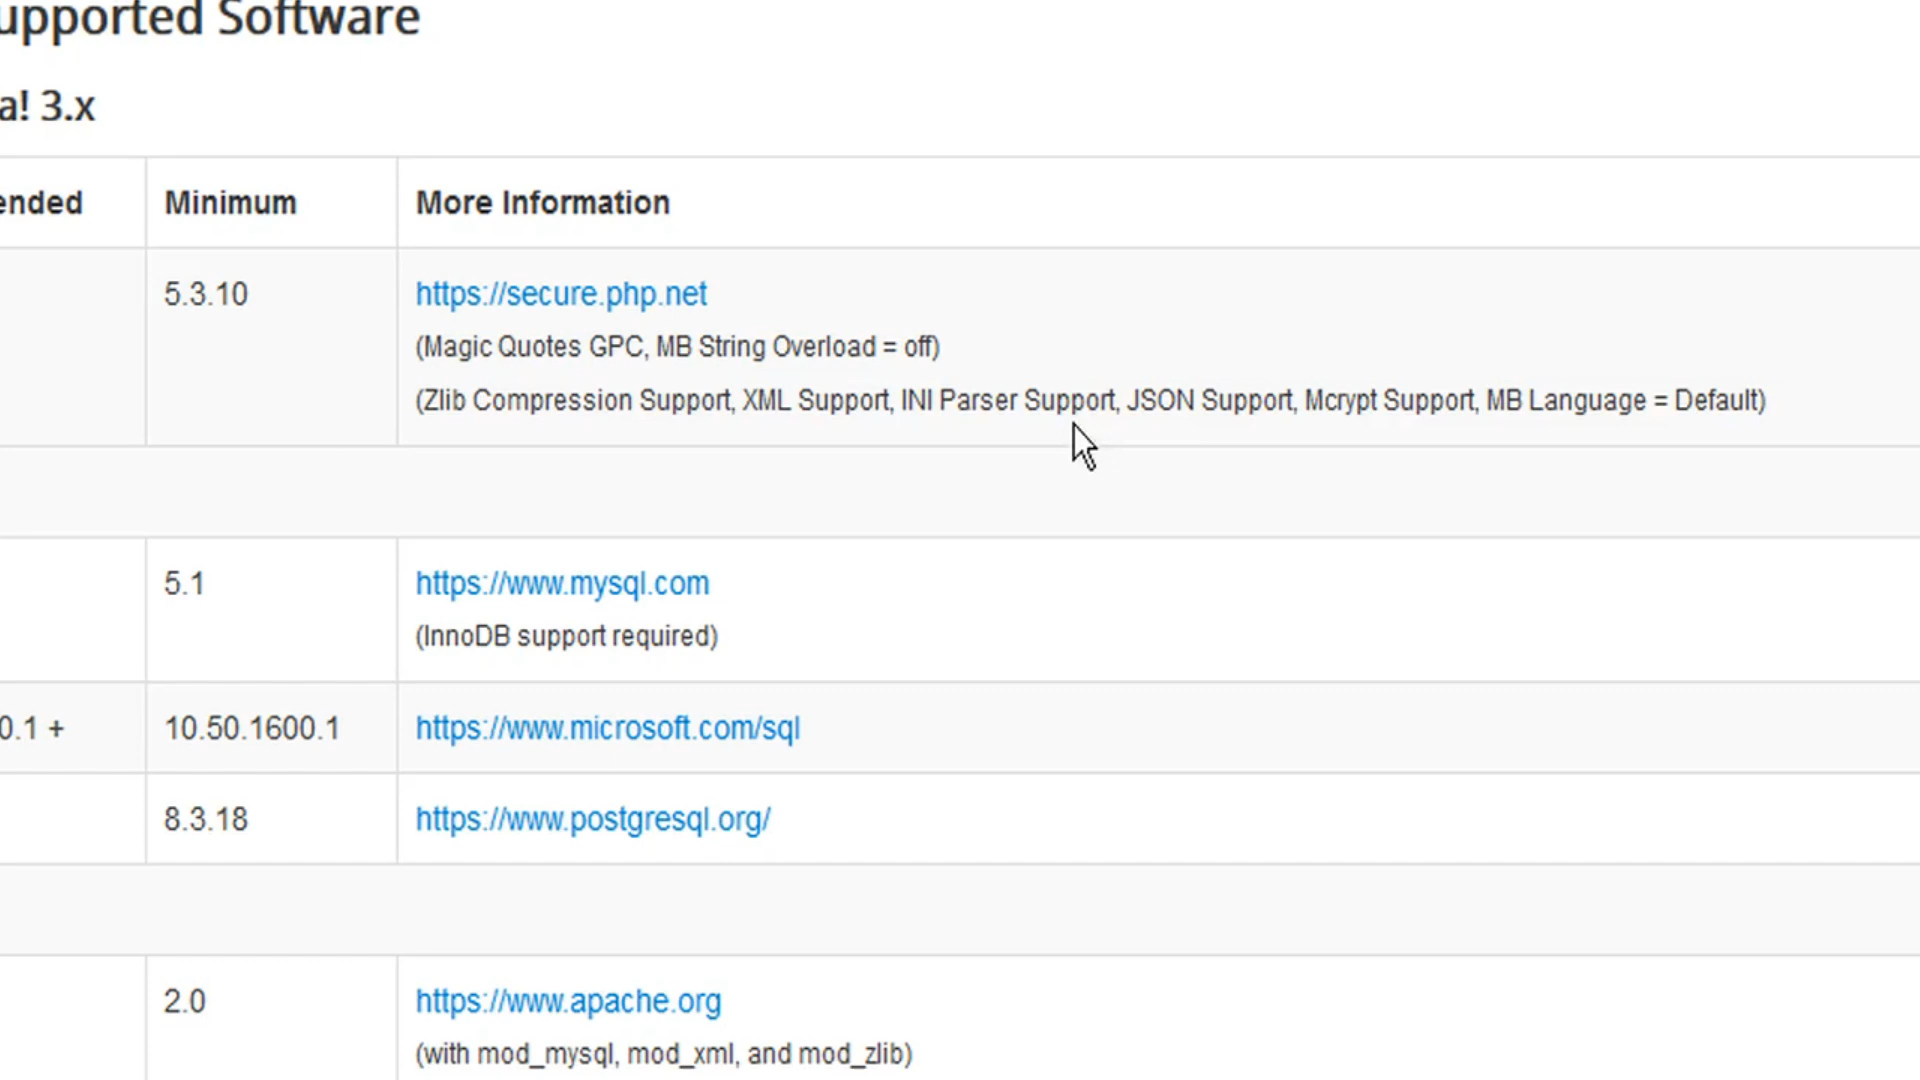 upported Software
a! 3.x
ended Minimum More Information
5.3.10 https://secure.php.net
(Magic Quotes GPC, MB String Overload = off)
(Zlib Compression Support, XML Support, INI Parser Support, JSON Support, Mcrypt Support, MB Language = Default)
5.1 https://www.mysql.com
(InnoDB support required)
0.1 + 10.50.1600.1 https://www.microsoft.com/sql
8.3.18 https://www.postgresql.org/
2.0 https://www.apache.org
(with mod_mysql, mod_xml, and mod_zlib)